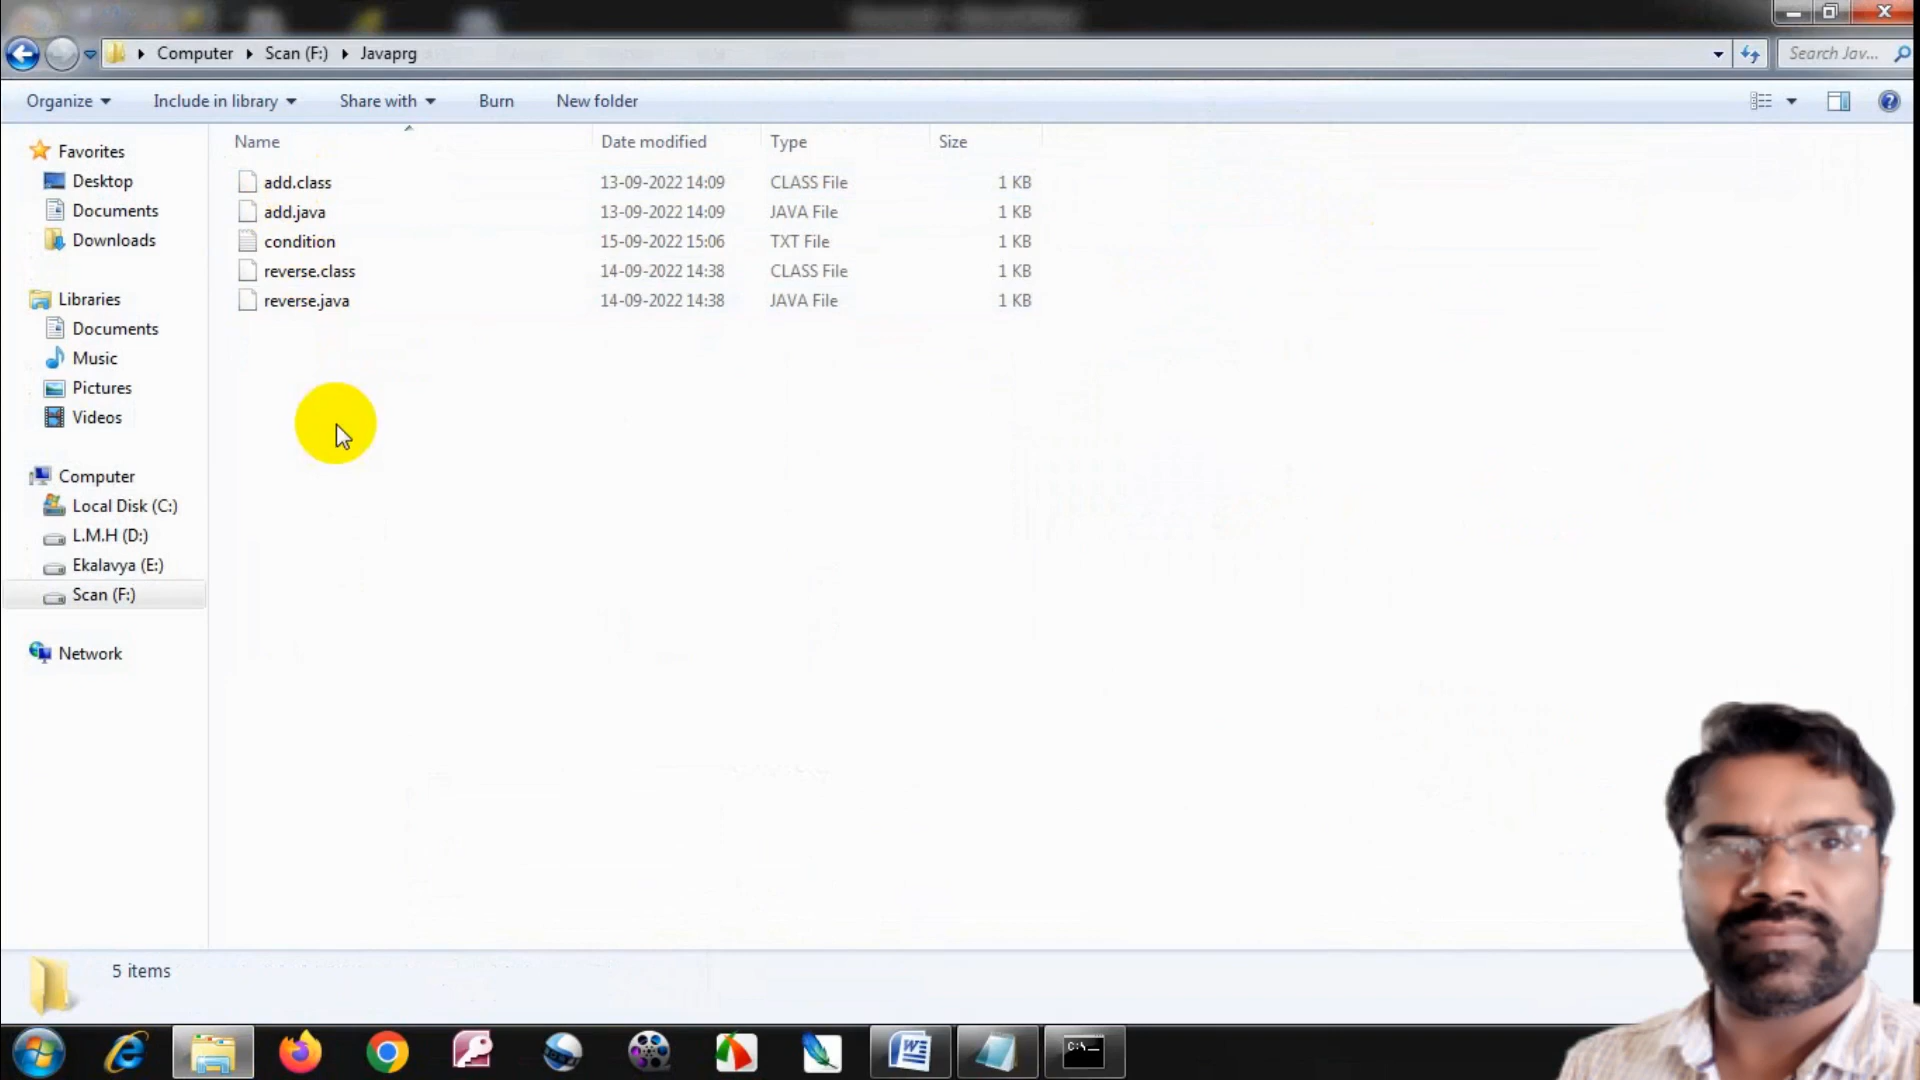 Computer Scan (F:) Javaprg
Search Jav...
Organize Include in library Share with Burn New folder
Name Date modified Type Size
Favorites
Desktop
Documents
Downloads
Libraries
Documents
Music
Pictures
Videos
Computer
Local Disk (C:)
L.M.H (D:)
Ekalavya (E:)
Scan (F:)
Network
add.class 13-09-2022 14:09 CLASS File 1 KB
add.java 13-09-2022 14:09 JAVA File 1 KB
condition 15-09-2022 15:06 TXT File 1 KB
reverse.class 14-09-2022 14:38 CLASS File 1 KB
reverse.java 14-09-2022 14:38 JAVA File 1 KB
5 items
C:\